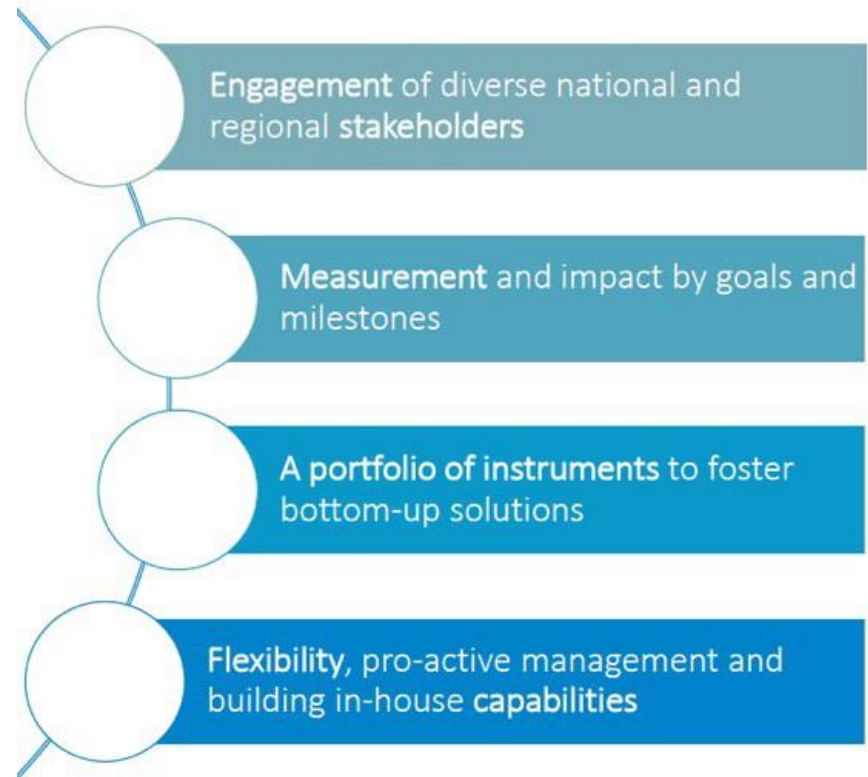 Engagement of diverse national and
regional stakeholders
Measurement and impact by goals and
milestones
A portfolio of instruments to foster
bottom-up solutions
Flexibility, pro-active management and
building in-house capabilities